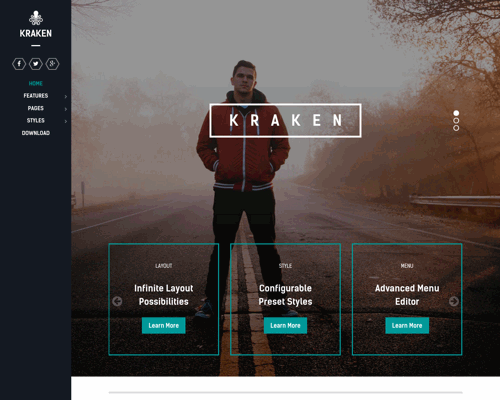 KRAKEN
HOME
FEATURES
PAGES
STYLES
DOWNLOAD
KRAKEN
LAYOUT
Infinite Layout
Possibilities
Learn More
STYLE
Configurable
Preset Styles
Learn More
MENU
Advanced Menu
Editor
Learn More